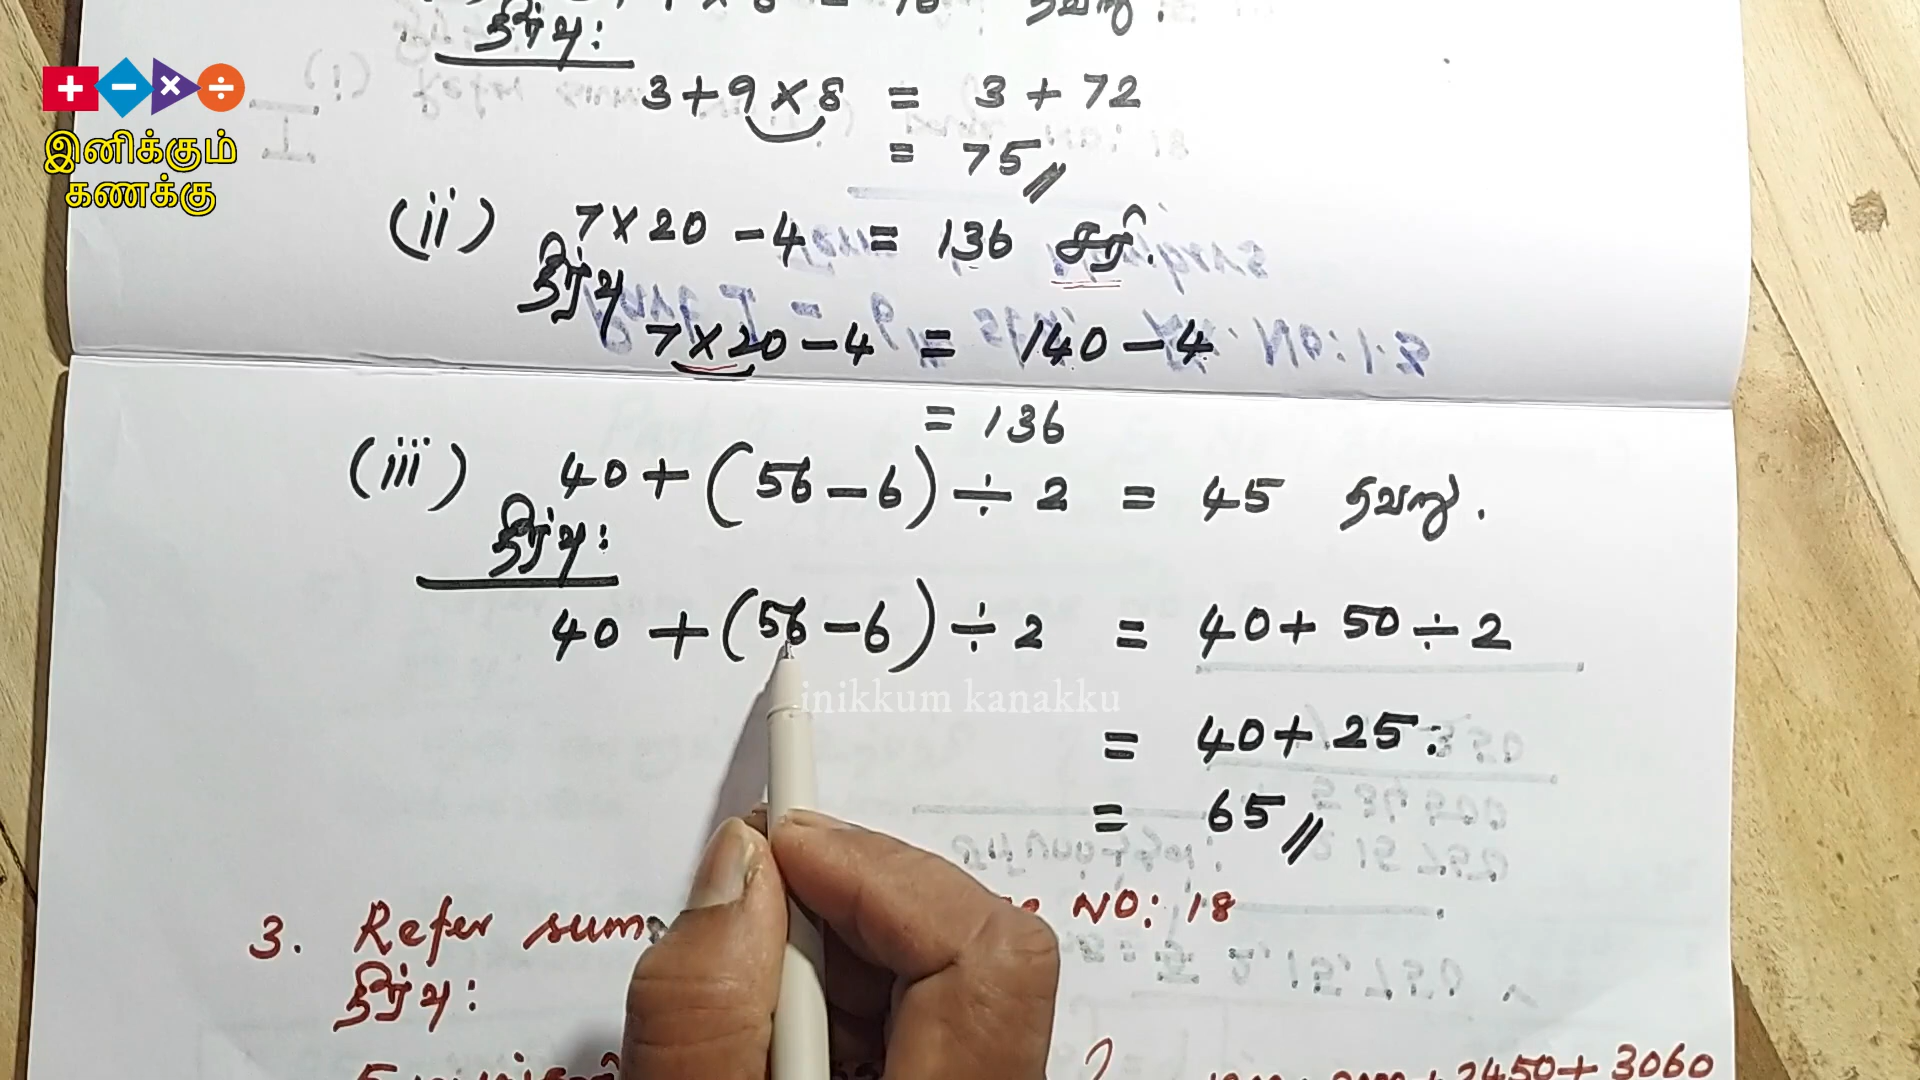 தீர்வு:
3 + 9 × 8 = 3 + 72
= 75
இனிக்கும்
கணக்கு
(ii) 7 × 20 - 4 = 136 சரி.
தீர்வு
7 × 20 - 4 = 140 - 4
= 136
(iii) 40 + (56 - 6) ÷ 2 = 45 தவறு.
தீர்வு:
40 + (56 - 6) ÷ 2 = 40 + 50 ÷ 2
inikkum kanakku
= 40 + 25
= 65
3. Refer sum NO: 18
தீர்வு:
2450 + 3060